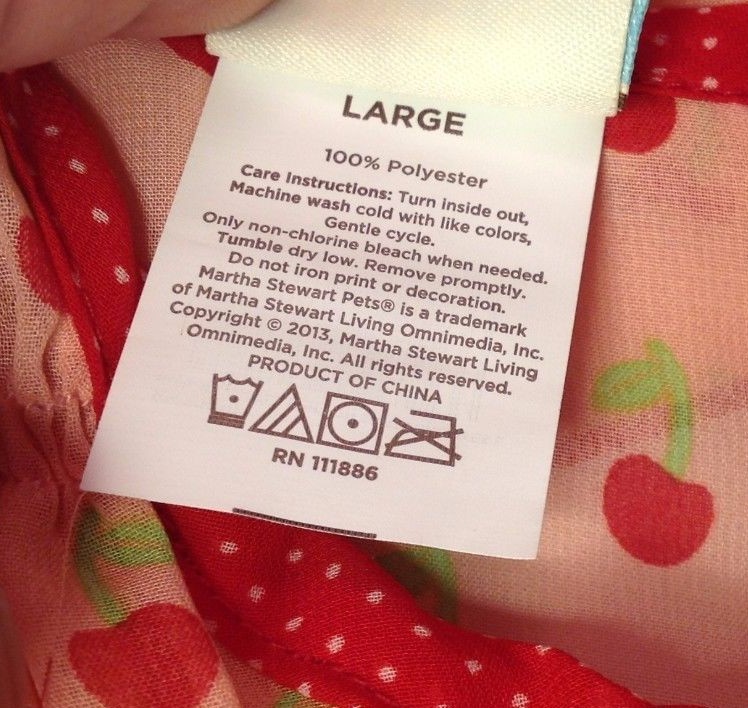 LARGE
100% Polyester
Care Instructions: Turn inside out,
Machine wash cold with like colors,
Gentle cycle.
Only non-chlorine bleach when needed.
Tumble dry low. Remove promptly.
Do not iron print or decoration.
Martha Stewart Pets® is a trademark
of Martha Stewart Living Omnimedia, Inc.
Copyright © 2013, Martha Stewart Living
Omnimedia, Inc. All rights reserved.
PRODUCT OF CHINA
RN 111886